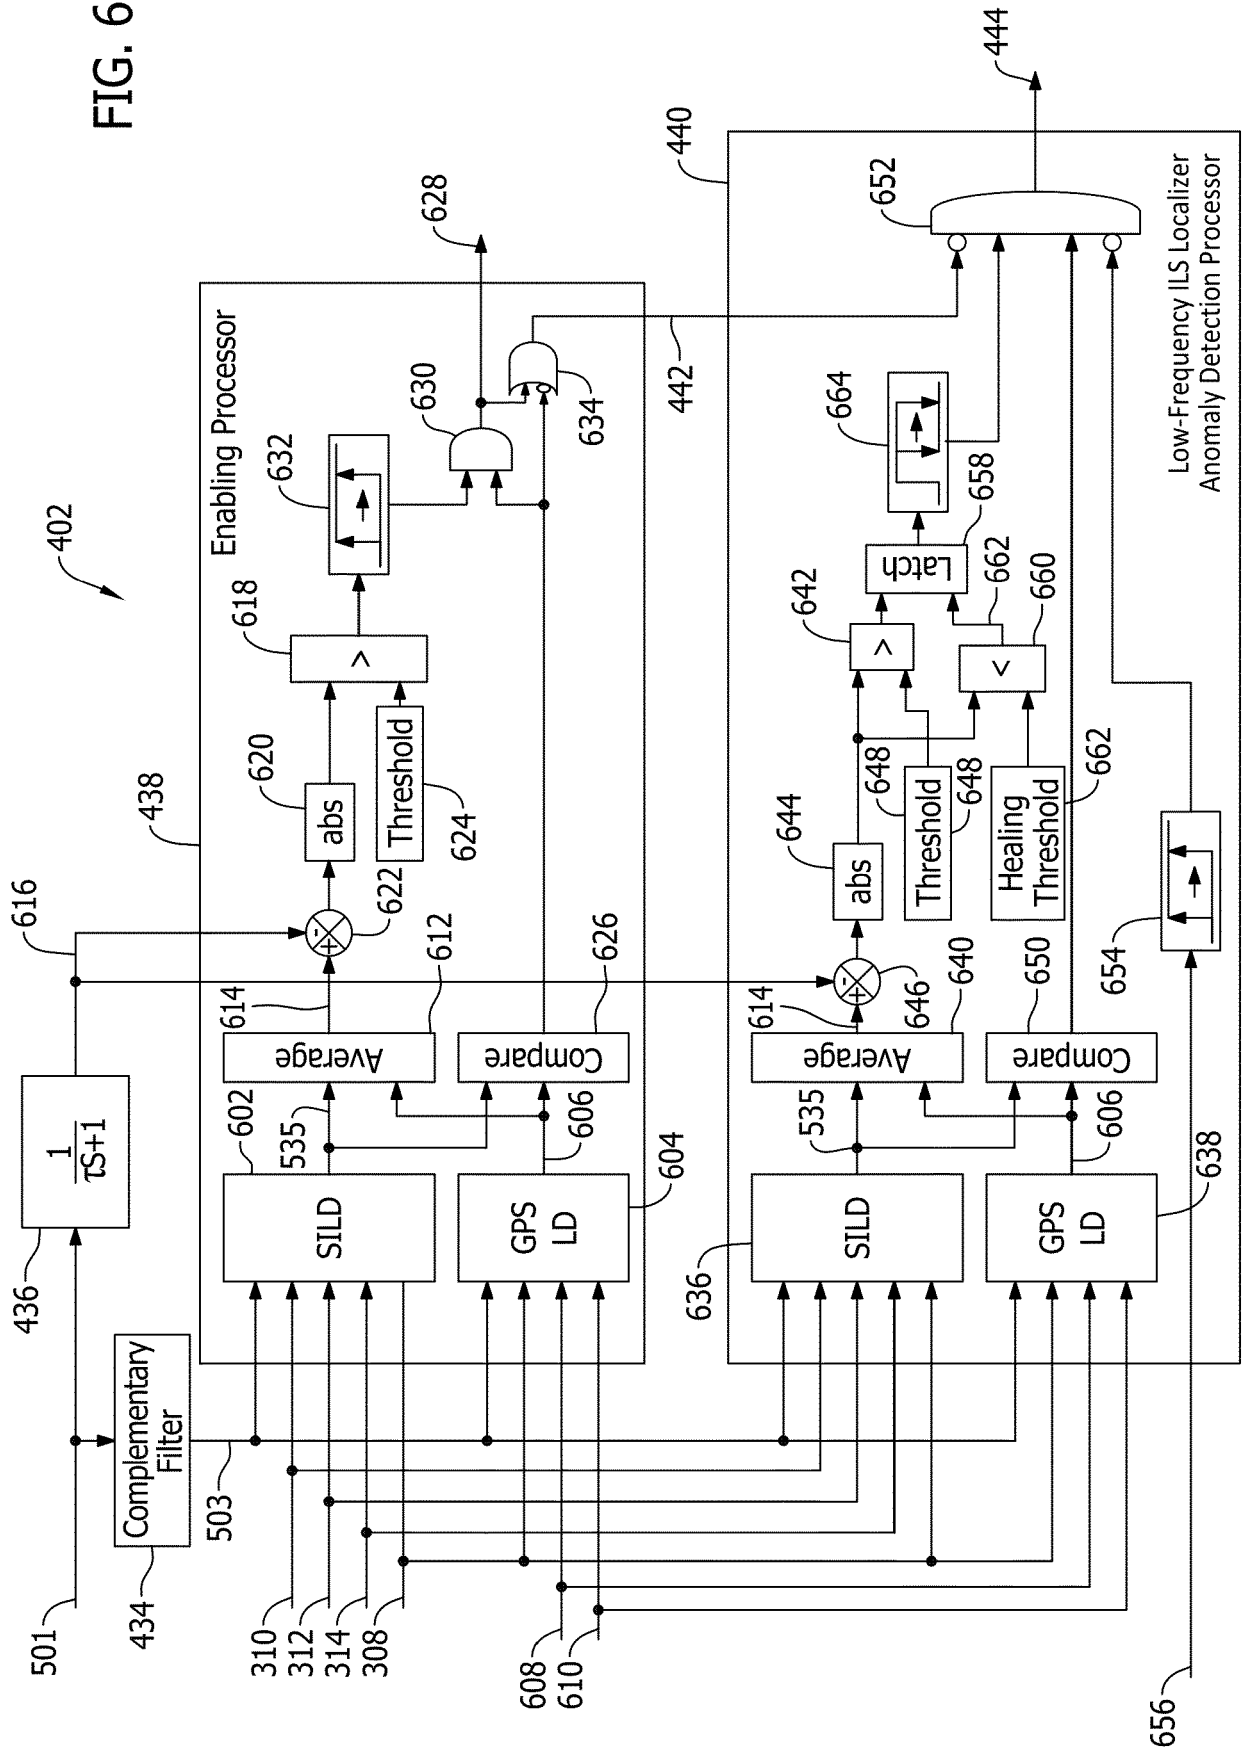 FIG. 6
402
501
434
Complementary
Filter
503
436
1
τS+1
616
438
Enabling Processor
310
312
314
308
608
610
656
602
SILD
535
GPS
LD
604
606
Average
612
614
Compare
626
+
-
622
abs
620
Threshold
624
618
<
632
630
634
628
442
440
Low-Frequency ILS Localizer
Anomaly Detection Processor
636
SILD
535
GPS
LD
638
606
Average
640
614
Compare
650
+
-
646
abs
644
648
Threshold
648
Healing
Threshold
662
642
<
>
660
662
Latch
658
664
654
652
444